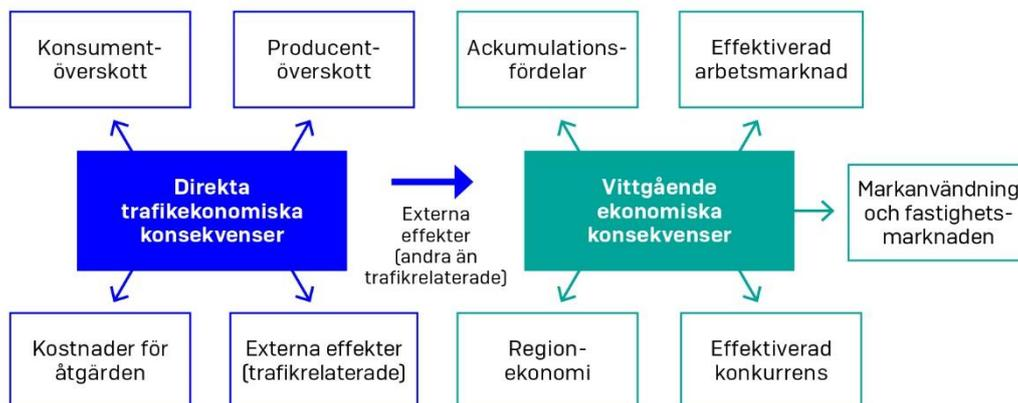 Konsument-
överskott
Producent-
överskott
Ackumulations-
fördelar
Effektiverad
arbetsmarknad
Direkta
trafikekonomiska
konsekvenser
Externa
effekter
(andra än
trafikrelaterade)
Vittgående
ekonomiska
konsekvenser
Markanvändning
och fastighets-
marknaden
Kostnader för
åtgärden
Externa effekter
(trafikrelaterade)
Region-
ekonomi
Effektiverad
konkurrens